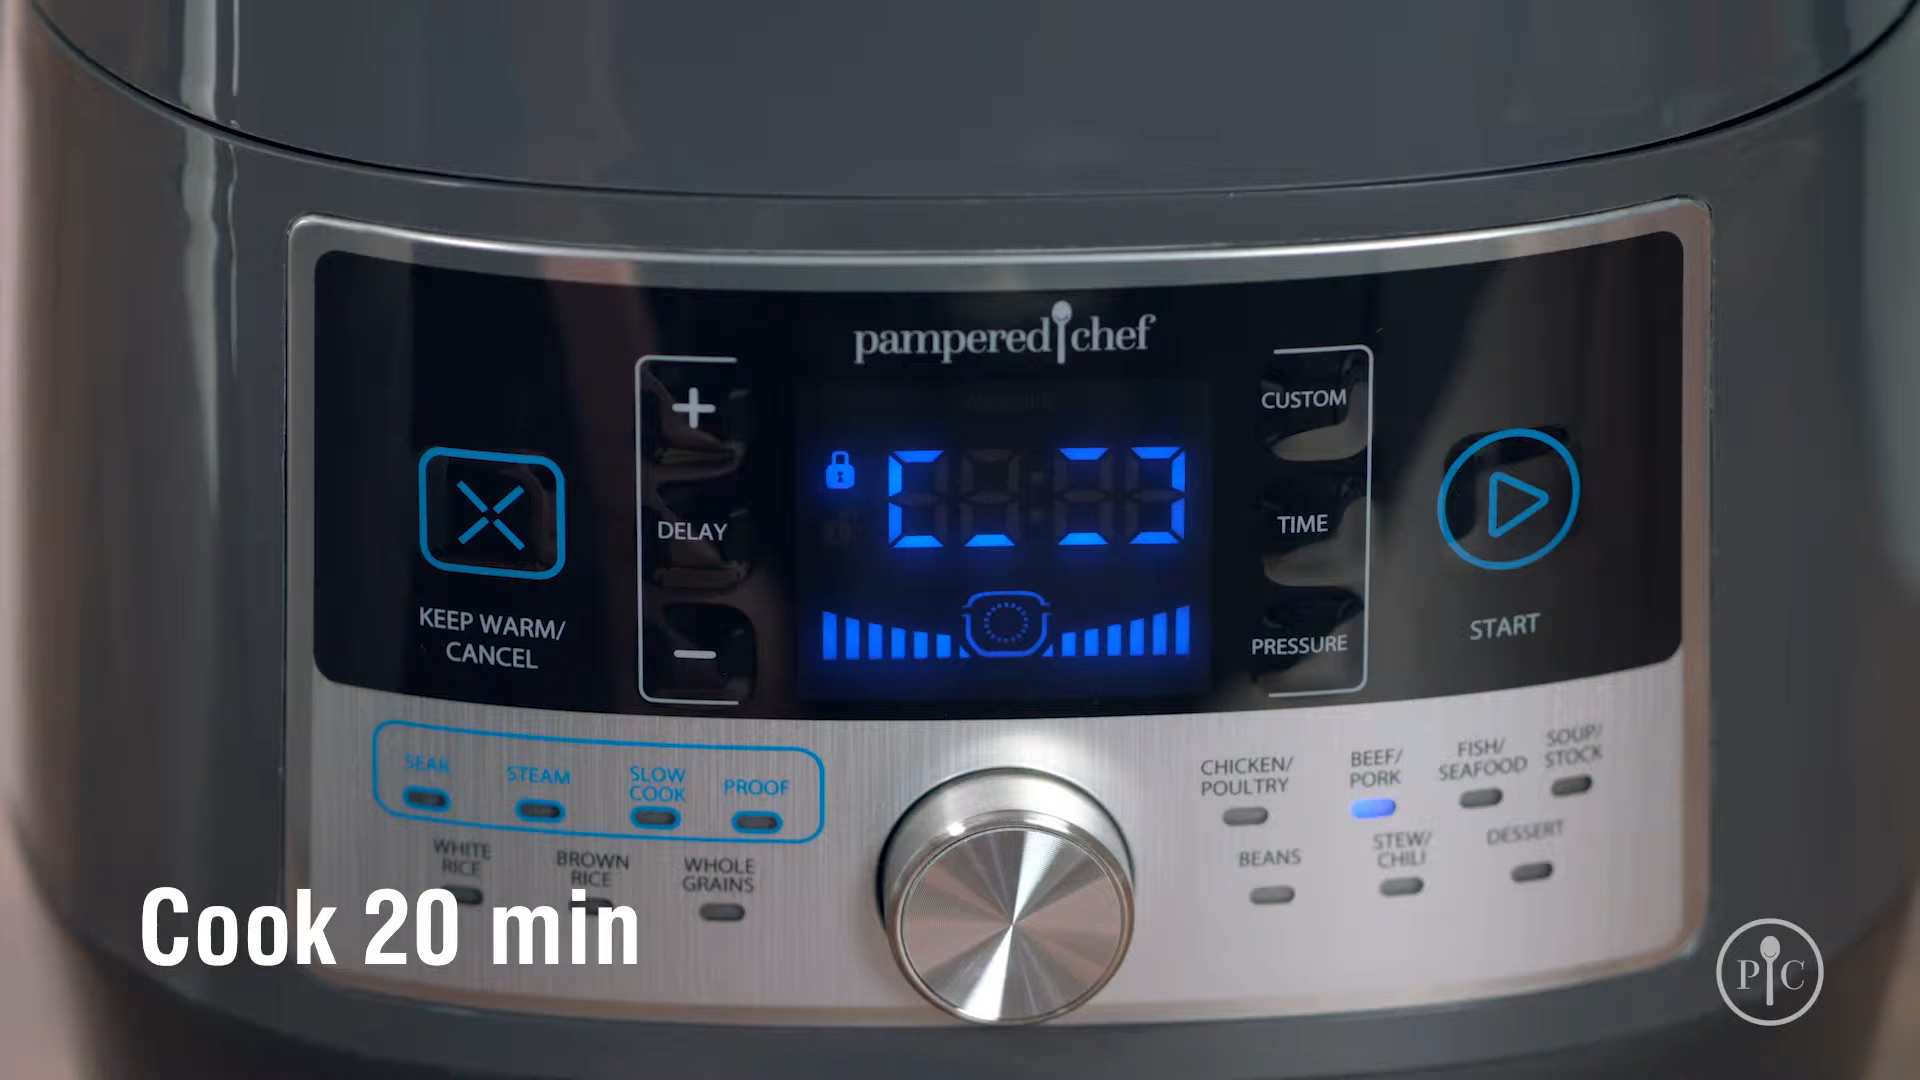 pampered chef
+
CUSTOM
DELAY
TIME
−
PRESSURE
KEEP WARM/
CANCEL
START
SEAR
STEAM
SLOW
COOK
PROOF
WHITE
RICE
BROWN
RICE
WHOLE
GRAINS
CHICKEN/
POULTRY
BEEF/
PORK
FISH/
SEAFOOD
SOUP/
STOCK
BEANS
STEW/
CHILI
DESSERT
Cook 20 min
P C